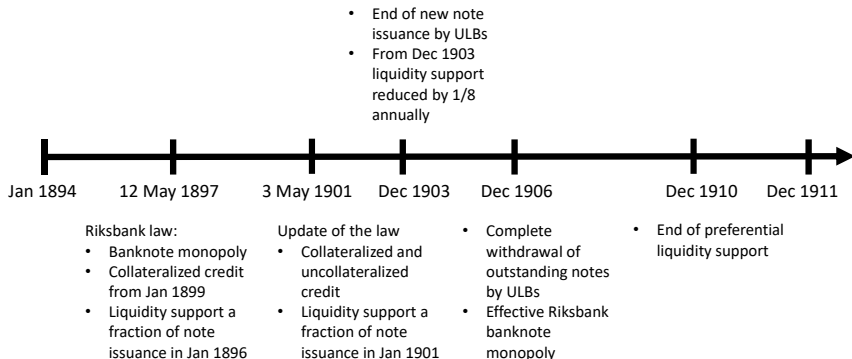 • End of new note
issuance by ULBs
• From Dec 1903
liquidity support
reduced by 1/8
annually
Jan 1894
12 May 1897
3 May 1901
Dec 1903
Dec 1906
Dec 1910
Dec 1911
Riksbank law:
• Banknote monopoly
• Collateralized credit
from Jan 1899
• Liquidity support a
fraction of note
issuance in Jan 1896
Update of the law
• Collateralized and
uncollateralized
credit
• Liquidity support a
fraction of note
issuance in Jan 1901
• Complete
withdrawal of
outstanding notes
by ULBs
• Effective Riksbank
banknote
monopoly
• End of preferential
liquidity support